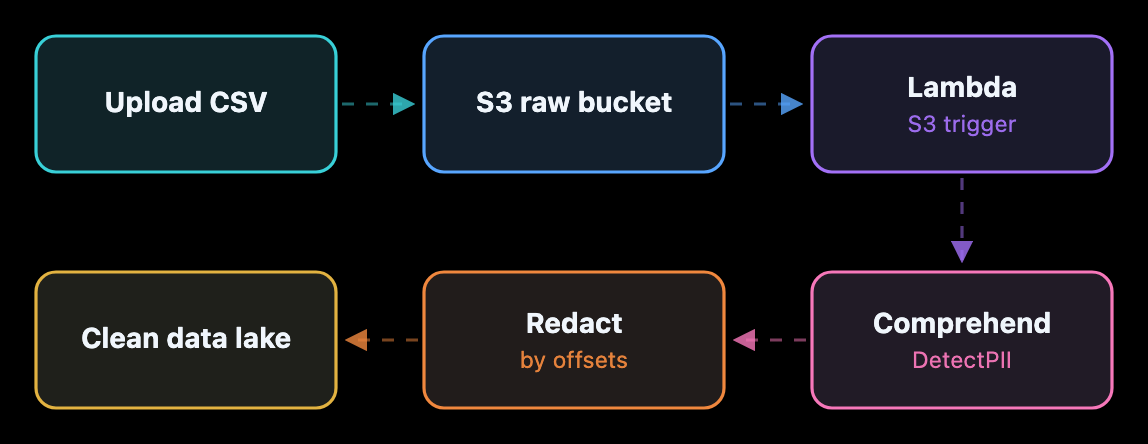 Upload CSV
S3 raw bucket
Lambda
S3 trigger
Comprehend
DetectPII
Redact
by offsets
Clean data lake